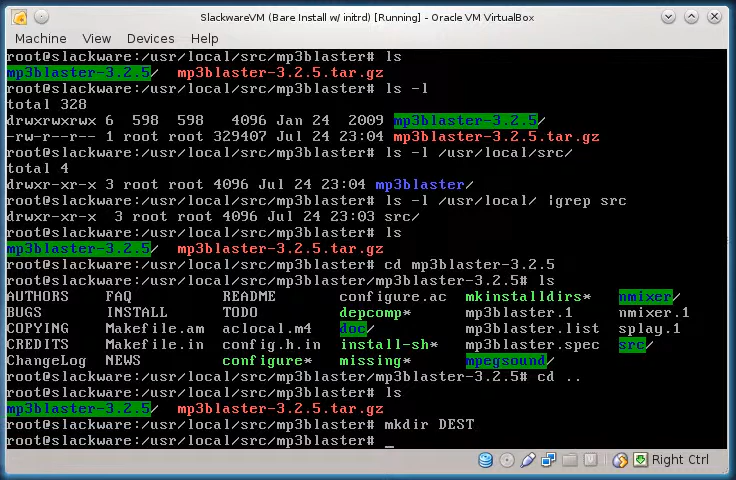 SlackwareVM (Bare Install w/ initrd) [Running] - Oracle VM VirtualBox
Machine View Devices Help
root@slackware:/usr/local/src/mp3blaster# ls
mp3blaster-3.2.5/ mp3blaster-3.2.5.tar.gz
root@slackware:/usr/local/src/mp3blaster# ls -l
total 328
drwxrwxrwx 6 598 598 4096 Jan 24 2009 mp3blaster-3.2.5/
-rw-r--r-- 1 root root 329407 Jul 24 23:04 mp3blaster-3.2.5.tar.gz
root@slackware:/usr/local/src/mp3blaster# ls -l /usr/local/src/
total 4
drwxr-xr-x 3 root root 4096 Jul 24 23:04 mp3blaster/
root@slackware:/usr/local/src/mp3blaster# ls -l /usr/local/ |grep src
drwxr-xr-x 3 root root 4096 Jul 24 23:03 src/
root@slackware:/usr/local/src/mp3blaster# ls
mp3blaster-3.2.5/ mp3blaster-3.2.5.tar.gz
root@slackware:/usr/local/src/mp3blaster# cd mp3blaster-3.2.5
root@slackware:/usr/local/src/mp3blaster/mp3blaster-3.2.5# ls
AUTHORS FAQ README configure.ac mkinstalldirs* nmixer/
BUGS INSTALL TODO depcomp* mp3blaster.1 nmixer.1
COPYING Makefile.am aclocal.m4 doc/ mp3blaster.list splay.1
CREDITS Makefile.in config.h.in install-sh* mp3blaster.spec src/
ChangeLog NEWS configure* missing* mpegsound/
root@slackware:/usr/local/src/mp3blaster/mp3blaster-3.2.5# cd ..
root@slackware:/usr/local/src/mp3blaster# ls
mp3blaster-3.2.5/ mp3blaster-3.2.5.tar.gz
root@slackware:/usr/local/src/mp3blaster# mkdir DEST
root@slackware:/usr/local/src/mp3blaster# _
Right Ctrl